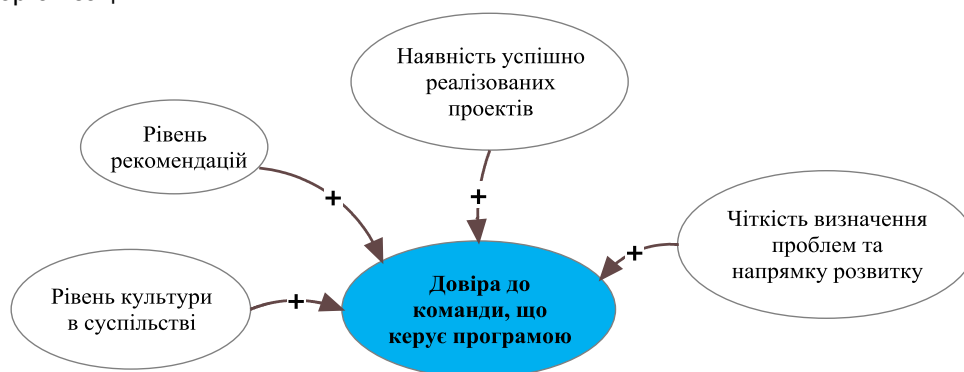 Наявність успішно
реалізованих
проектів
Рівень
рекомендацій
+
+
Чіткість визначення
проблем та
напрямку розвитку
+
Рівень культури
в суспільстві
+
Довіра до
команди, що
керує програмою